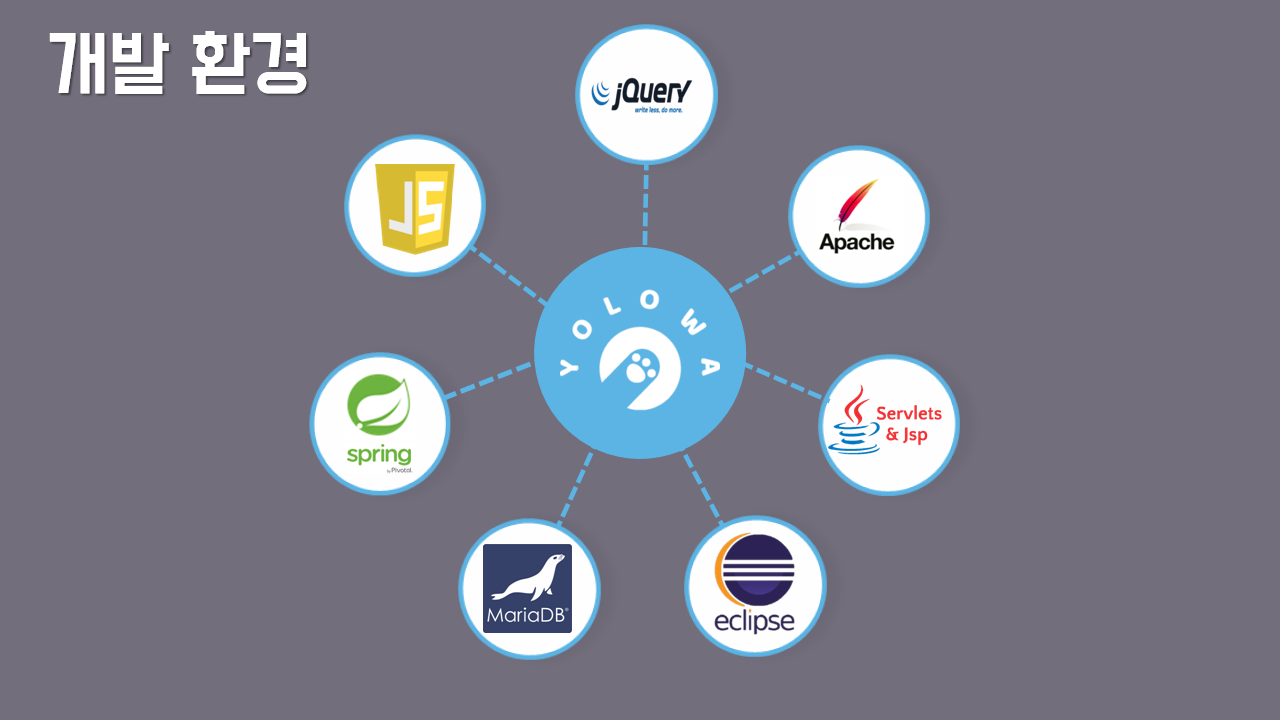 개발 환경
jQuery
write less, do more.
JS
Apache
YOLOWA
spring
by Pivotal.
Servlets
& Jsp
MariaDB®
eclipse